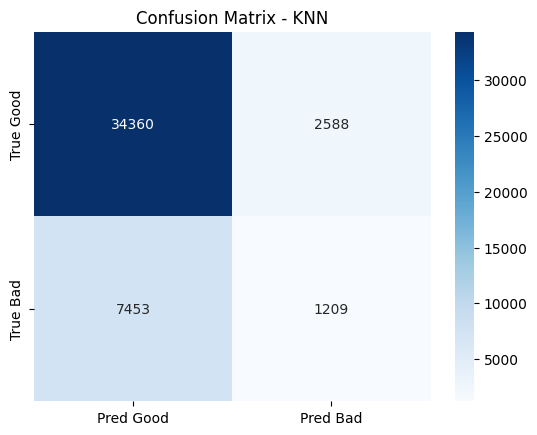 Confusion Matrix - KNN
True Good
34360
2588
True Bad
7453
1209
Pred Good
Pred Bad
30000
25000
20000
15000
10000
5000